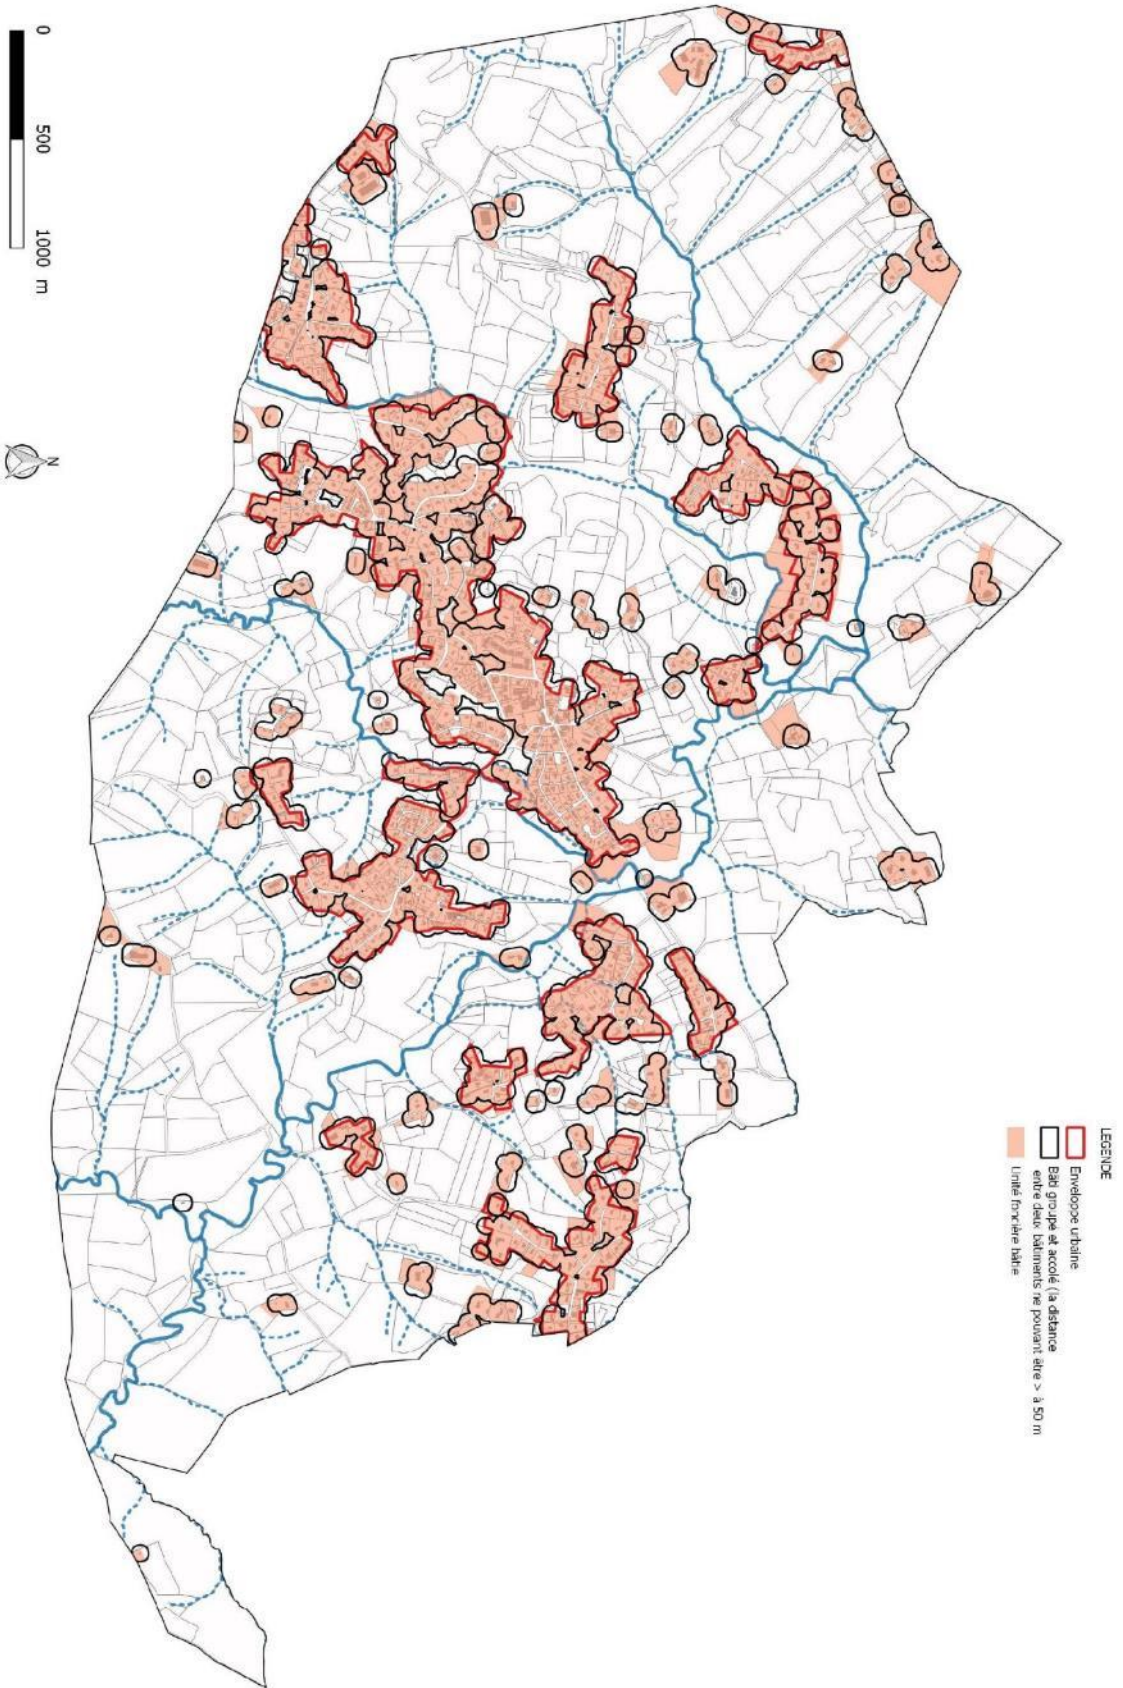 LEGENDE
Enveloppe urbaine
Bâti groupé et accolé (la distance
entre deux bâtiments ne pouvant être > à 50 m
Unité foncière bâtie
0 500 1000 m
N